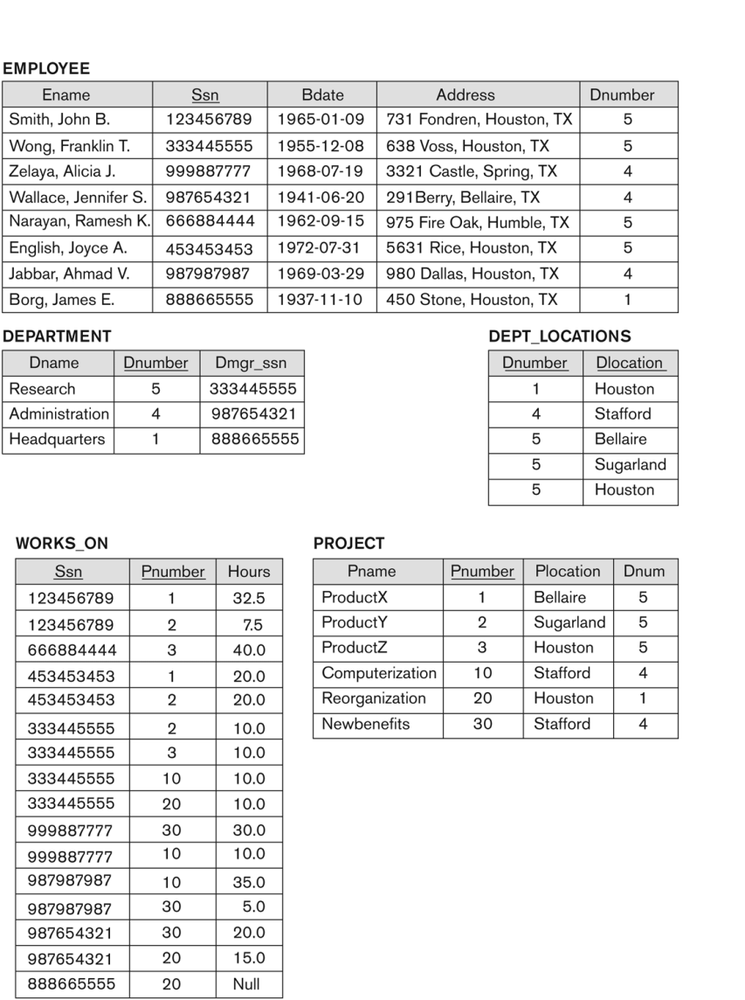 EMPLOYEE
Ename Ssn Bdate Address Dnumber
Smith, John B. 123456789 1965-01-09 731 Fondren, Houston, TX 5
Wong, Franklin T. 333445555 1955-12-08 638 Voss, Houston, TX 5
Zelaya, Alicia J. 999887777 1968-07-19 3321 Castle, Spring, TX 4
Wallace, Jennifer S. 987654321 1941-06-20 291Berry, Bellaire, TX 4
Narayan, Ramesh K. 666884444 1962-09-15 975 Fire Oak, Humble, TX 5
English, Joyce A. 453453453 1972-07-31 5631 Rice, Houston, TX 5
Jabbar, Ahmad V. 987987987 1969-03-29 980 Dallas, Houston, TX 4
Borg, James E. 888665555 1937-11-10 450 Stone, Houston, TX 1
DEPARTMENT
Dname Dnumber Dmgr_ssn
Research 5 333445555
Administration 4 987654321
Headquarters 1 888665555
DEPT_LOCATIONS
Dnumber Dlocation
1 Houston
4 Stafford
5 Bellaire
5 Sugarland
5 Houston
WORKS_ON
Ssn Pnumber Hours
123456789 1 32.5
123456789 2 7.5
666884444 3 40.0
453453453 1 20.0
453453453 2 20.0
333445555 2 10.0
333445555 3 10.0
333445555 10 10.0
333445555 20 10.0
999887777 30 30.0
999887777 10 10.0
987987987 10 35.0
987987987 30 5.0
987654321 30 20.0
987654321 20 15.0
888665555 20 Null
PROJECT
Pname Pnumber Plocation Dnum
ProductX 1 Bellaire 5
ProductY 2 Sugarland 5
ProductZ 3 Houston 5
Computerization 10 Stafford 4
Reorganization 20 Houston 1
Newbenefits 30 Stafford 4